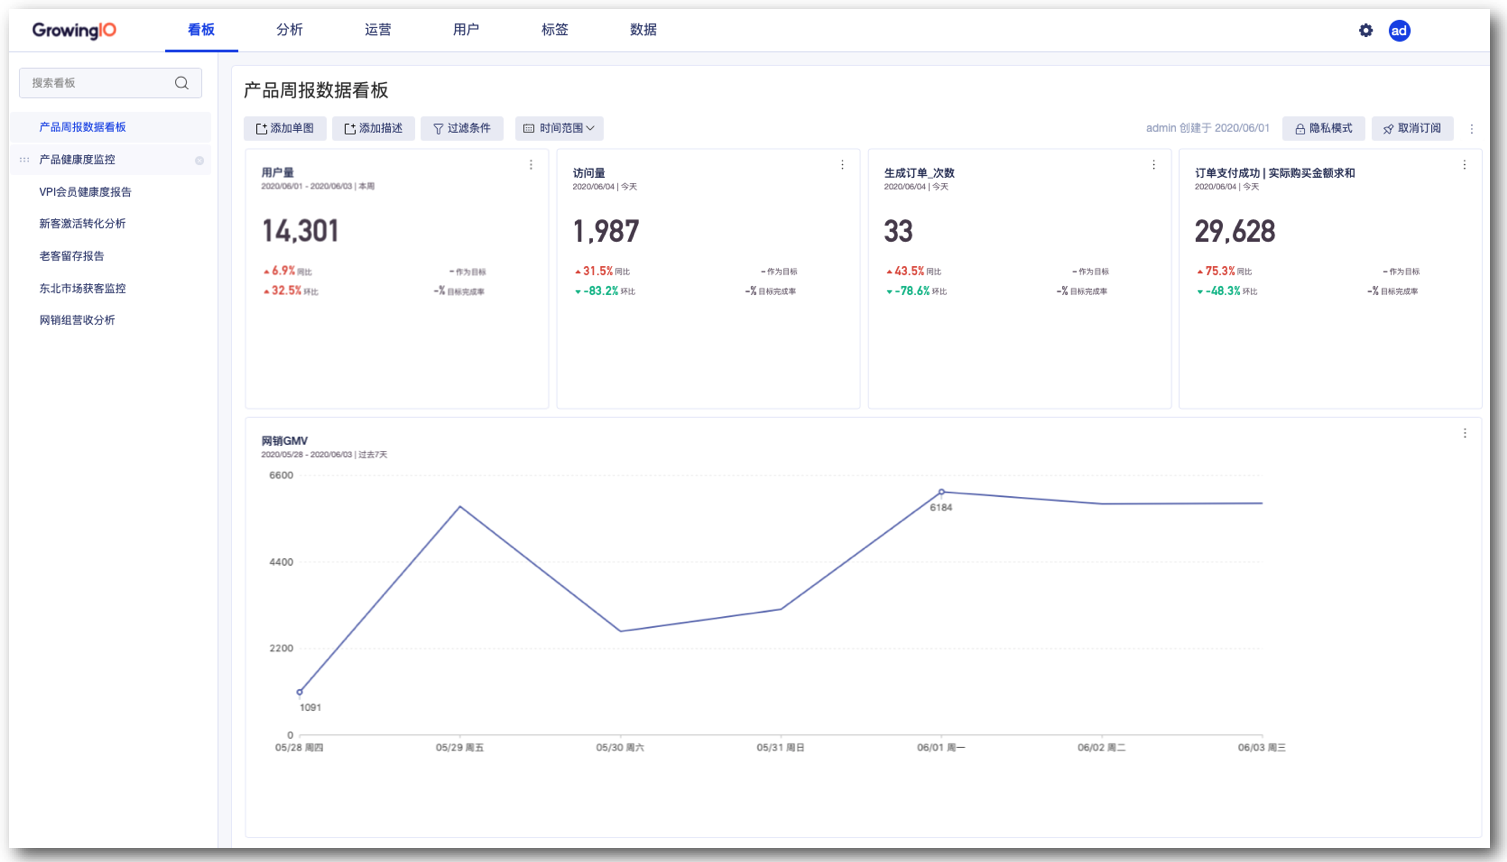 GrowingIO
看板
分析
运营
用户
标签
数据
ad
搜索看板
产品周报数据看板
产品健康度监控
VPI会员健康度报告
新客激活转化分析
老客留存报告
东北市场获客监控
网销组营收分析
产品周报数据看板
添加单图
添加描述
过滤条件
时间范围
admin 创建于 2020/06/01
隐私模式
取消订阅
用户量
2020/06/01 - 2020/06/03 | 本周
14,301
6.9% 同比
- 作为目标
32.5% 环比
-% 目标完成率
访问量
2020/06/04 | 今天
1,987
31.5% 同比
- 作为目标
-83.2% 环比
-% 目标完成率
生成订单_次数
2020/06/04 | 今天
33
43.5% 同比
- 作为目标
-78.6% 环比
-% 目标完成率
订单支付成功 | 实际购买金额求和
2020/06/04 | 今天
29,628
75.3% 同比
- 作为目标
-48.3% 环比
-% 目标完成率
网销GMV
2020/05/28 - 2020/06/03 | 过去7天
6600
4400
2200
0
6184
1091
05/28 周四
05/29 周五
05/30 周六
05/31 周日
06/01 周一
06/02 周二
06/03 周三